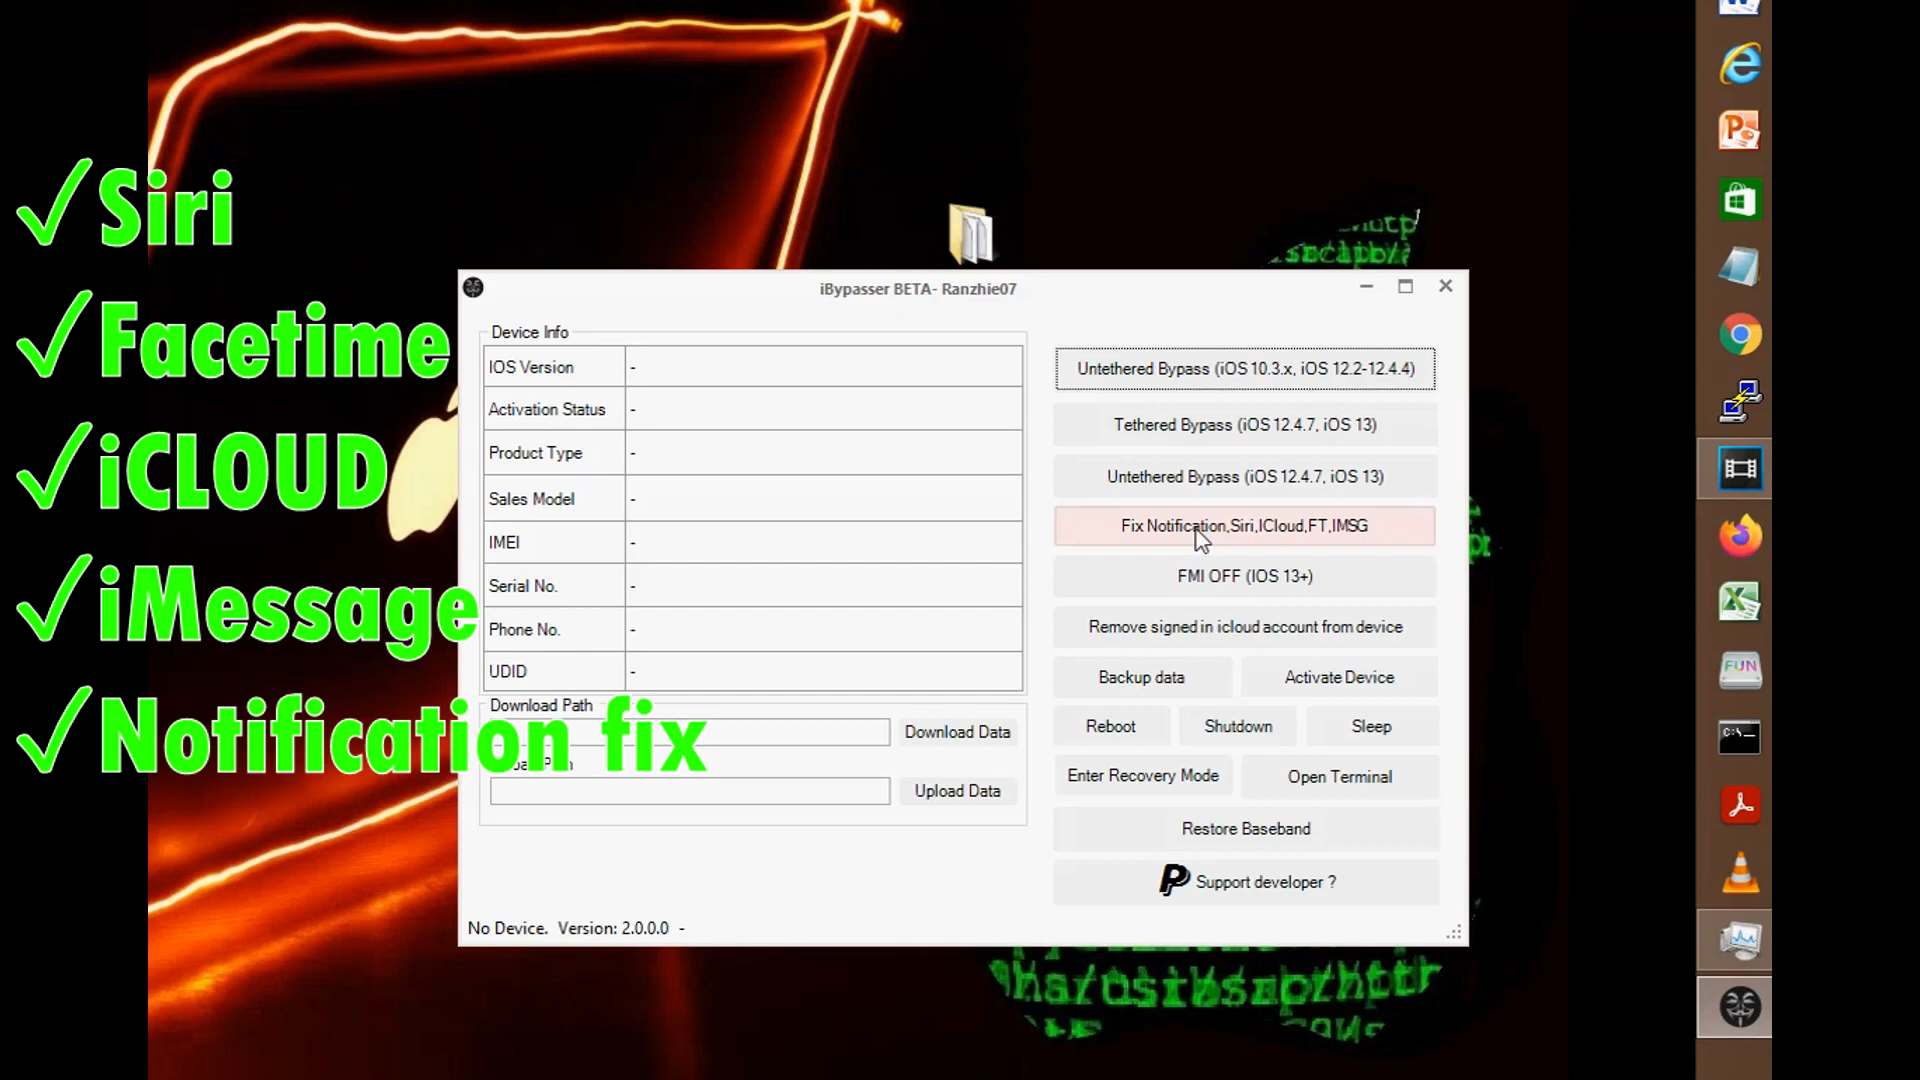 ✓Siri
✓Facetime
✓iCLOUD
✓iMessage
✓Notification fix
iBypasser BETA- Ranzhie07
Device Info
IOS Version -
Activation Status -
Product Type -
Sales Model -
IMEI -
Serial No. -
Phone No. -
UDID -
Download Path
Download Data
Upload Data
Untethered Bypass (iOS 10.3.x, iOS 12.2-12.4.4)
Tethered Bypass (iOS 12.4.7, iOS 13)
Untethered Bypass (iOS 12.4.7, iOS 13)
Fix Notification,Siri,ICloud,FT,IMSG
FMI OFF (IOS 13+)
Remove signed in icloud account from device
Backup data
Activate Device
Reboot
Shutdown
Sleep
Enter Recovery Mode
Open Terminal
Restore Baseband
Support developer ?
No Device. Version: 2.0.0.0 -
FUN
C:\_